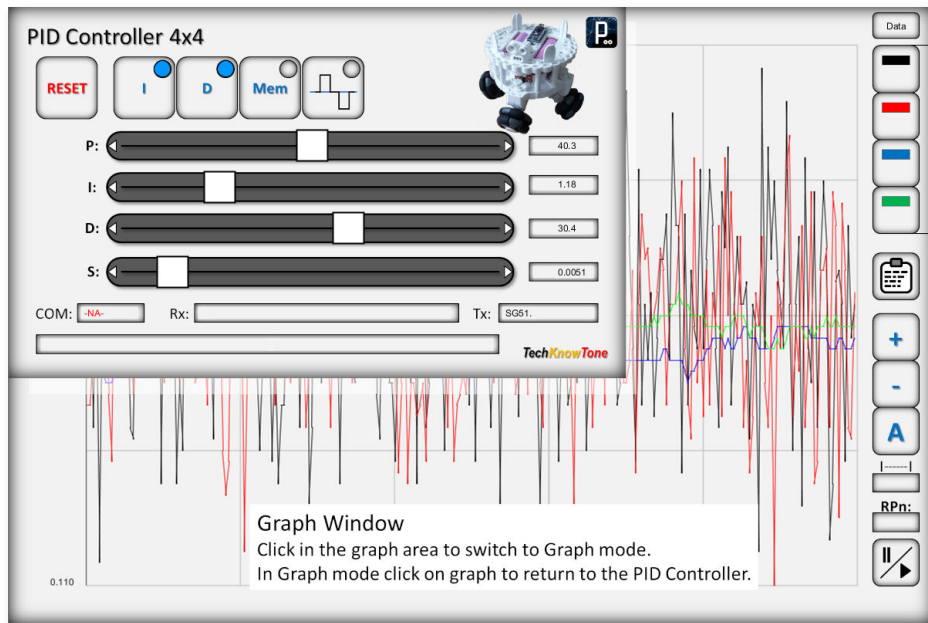 PID Controller 4x4
P
RESET
I
D
Mem
P:
40.3
I:
1.18
D:
30.4
S:
0.0051
COM:
-NA-
Rx:
Tx:
SG51.
TechKnowTone
Data
+
-
A
|------|
RPn:
Graph Window
Click in the graph area to switch to Graph mode.
In Graph mode click on graph to return to the PID Controller.
0.110